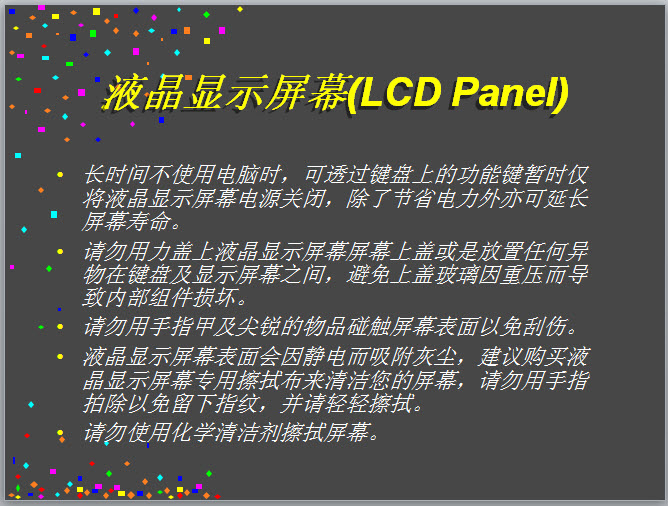 液晶显示屏幕(LCD Panel)
• 长时间不使用电脑时，可透过键盘上的功能键暂时仅
将液晶显示屏幕电源关闭，除了节省电力外亦可延长
屏幕寿命。
• 请勿用力盖上液晶显示屏幕屏幕上盖或是放置任何异
物在键盘及显示屏幕之间，避免上盖玻璃因重压而导
致内部组件损坏。
• 请勿用手指甲及尖锐的物品碰触屏幕表面以免刮伤。
• 液晶显示屏幕表面会因静电而吸附灰尘，建议购买液
晶显示屏幕专用擦拭布来清洁您的屏幕，请勿用手指
拍除以免留下指纹，并请轻轻擦拭。
• 请勿使用化学清洁剂擦拭屏幕。